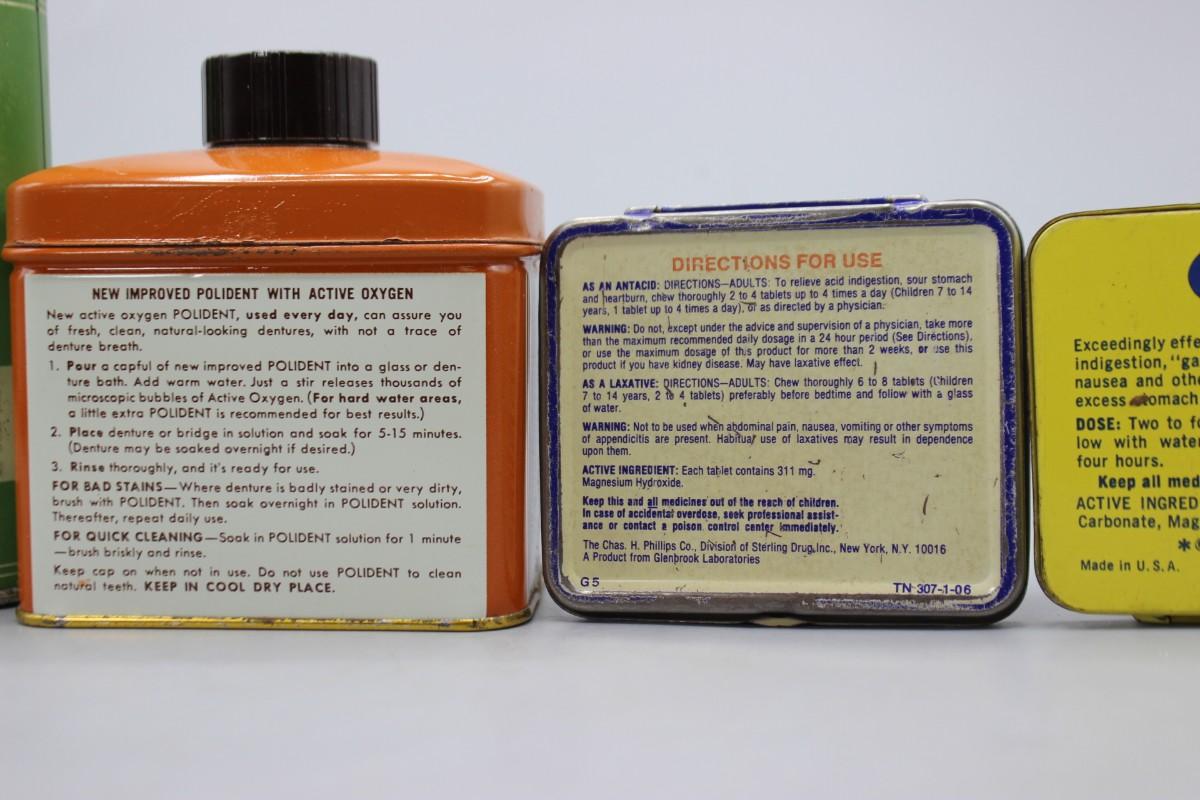 NEW IMPROVED POLIDENT WITH ACTIVE OXYGEN
New active oxygen POLIDENT, used every day, can assure you
of fresh, clean, natural-looking dentures, with not a trace of
denture breath.
1. Pour a capful of new improved POLIDENT into a glass or den-
ture bath. Add warm water. Just a stir releases thousands of
microscopic bubbles of Active Oxygen. (For hard water areas,
a little extra POLIDENT is recommended for best results.)
2. Place denture or bridge in solution and soak for 5-15 minutes.
(Denture may be soaked overnight if desired.)
3. Rinse thoroughly, and it's ready for use.
FOR BAD STAINS—Where denture is badly stained or very dirty,
brush with POLIDENT. Then soak overnight in POLIDENT solution.
Thereafter, repeat daily use.
FOR QUICK CLEANING—Soak in POLIDENT solution for 1 minute
—brush briskly and rinse.
Keep cap on when not in use. Do not use POLIDENT to clean
natural teeth. KEEP IN COOL DRY PLACE.
DIRECTIONS FOR USE
AS AN ANTACID: DIRECTIONS—ADULTS: To relieve acid indigestion, sour stomach
and heartburn, chew thoroughly 2 to 4 tablets up to 4 times a day (Children 7 to 14
years, 1 tablet up to 4 times a day), or as directed by a physician.
WARNING: Do not, except under the advice and supervision of a physician, take more
than the maximum recommended daily dosage in a 24 hour period (See Directions),
or use the maximum dosage of this product for more than 2 weeks, or use this
product if you have kidney disease. May have laxative effect.
AS A LAXATIVE: DIRECTIONS—ADULTS: Chew thoroughly 6 to 8 tablets (Children
7 to 14 years, 2 to 4 tablets) preferably before bedtime and follow with a glass
of water.
WARNING: Not to be used when abdominal pain, nausea, vomiting or other symptoms
of appendicitis are present. Habitual use of laxatives may result in dependence
upon them.
ACTIVE INGREDIENT: Each tablet contains 311 mg.
Magnesium Hydroxide.
Keep this and all medicines out of the reach of children.
In case of accidental overdose, seek professional assist-
ance or contact a poison control center immediately.
The Chas. H. Phillips Co., Division of Sterling Drug Inc., New York, N.Y. 10016
A Product from Glenbrook Laboratories
G5 TN 307-1-06
Exceedingly effe
indigestion, "ga
nausea and othe
excess stomach
DOSE: Two to fo
low with water
four hours.
Keep all med
ACTIVE INGRED
Carbonate, Mag
*®
Made in U.S.A.